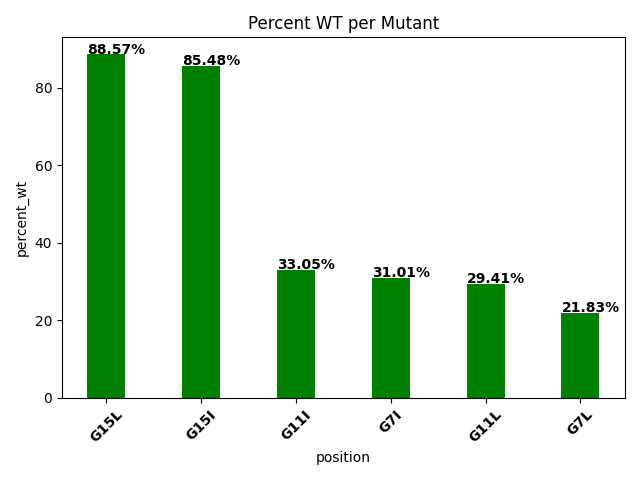 Percent WT per Mutant
88.57%
85.48%
33.05%
31.01%
29.41%
21.83%
percent_wt
80
60
40
20
0
G15L
G15I
G11I
G7I
G11L
G7L
position